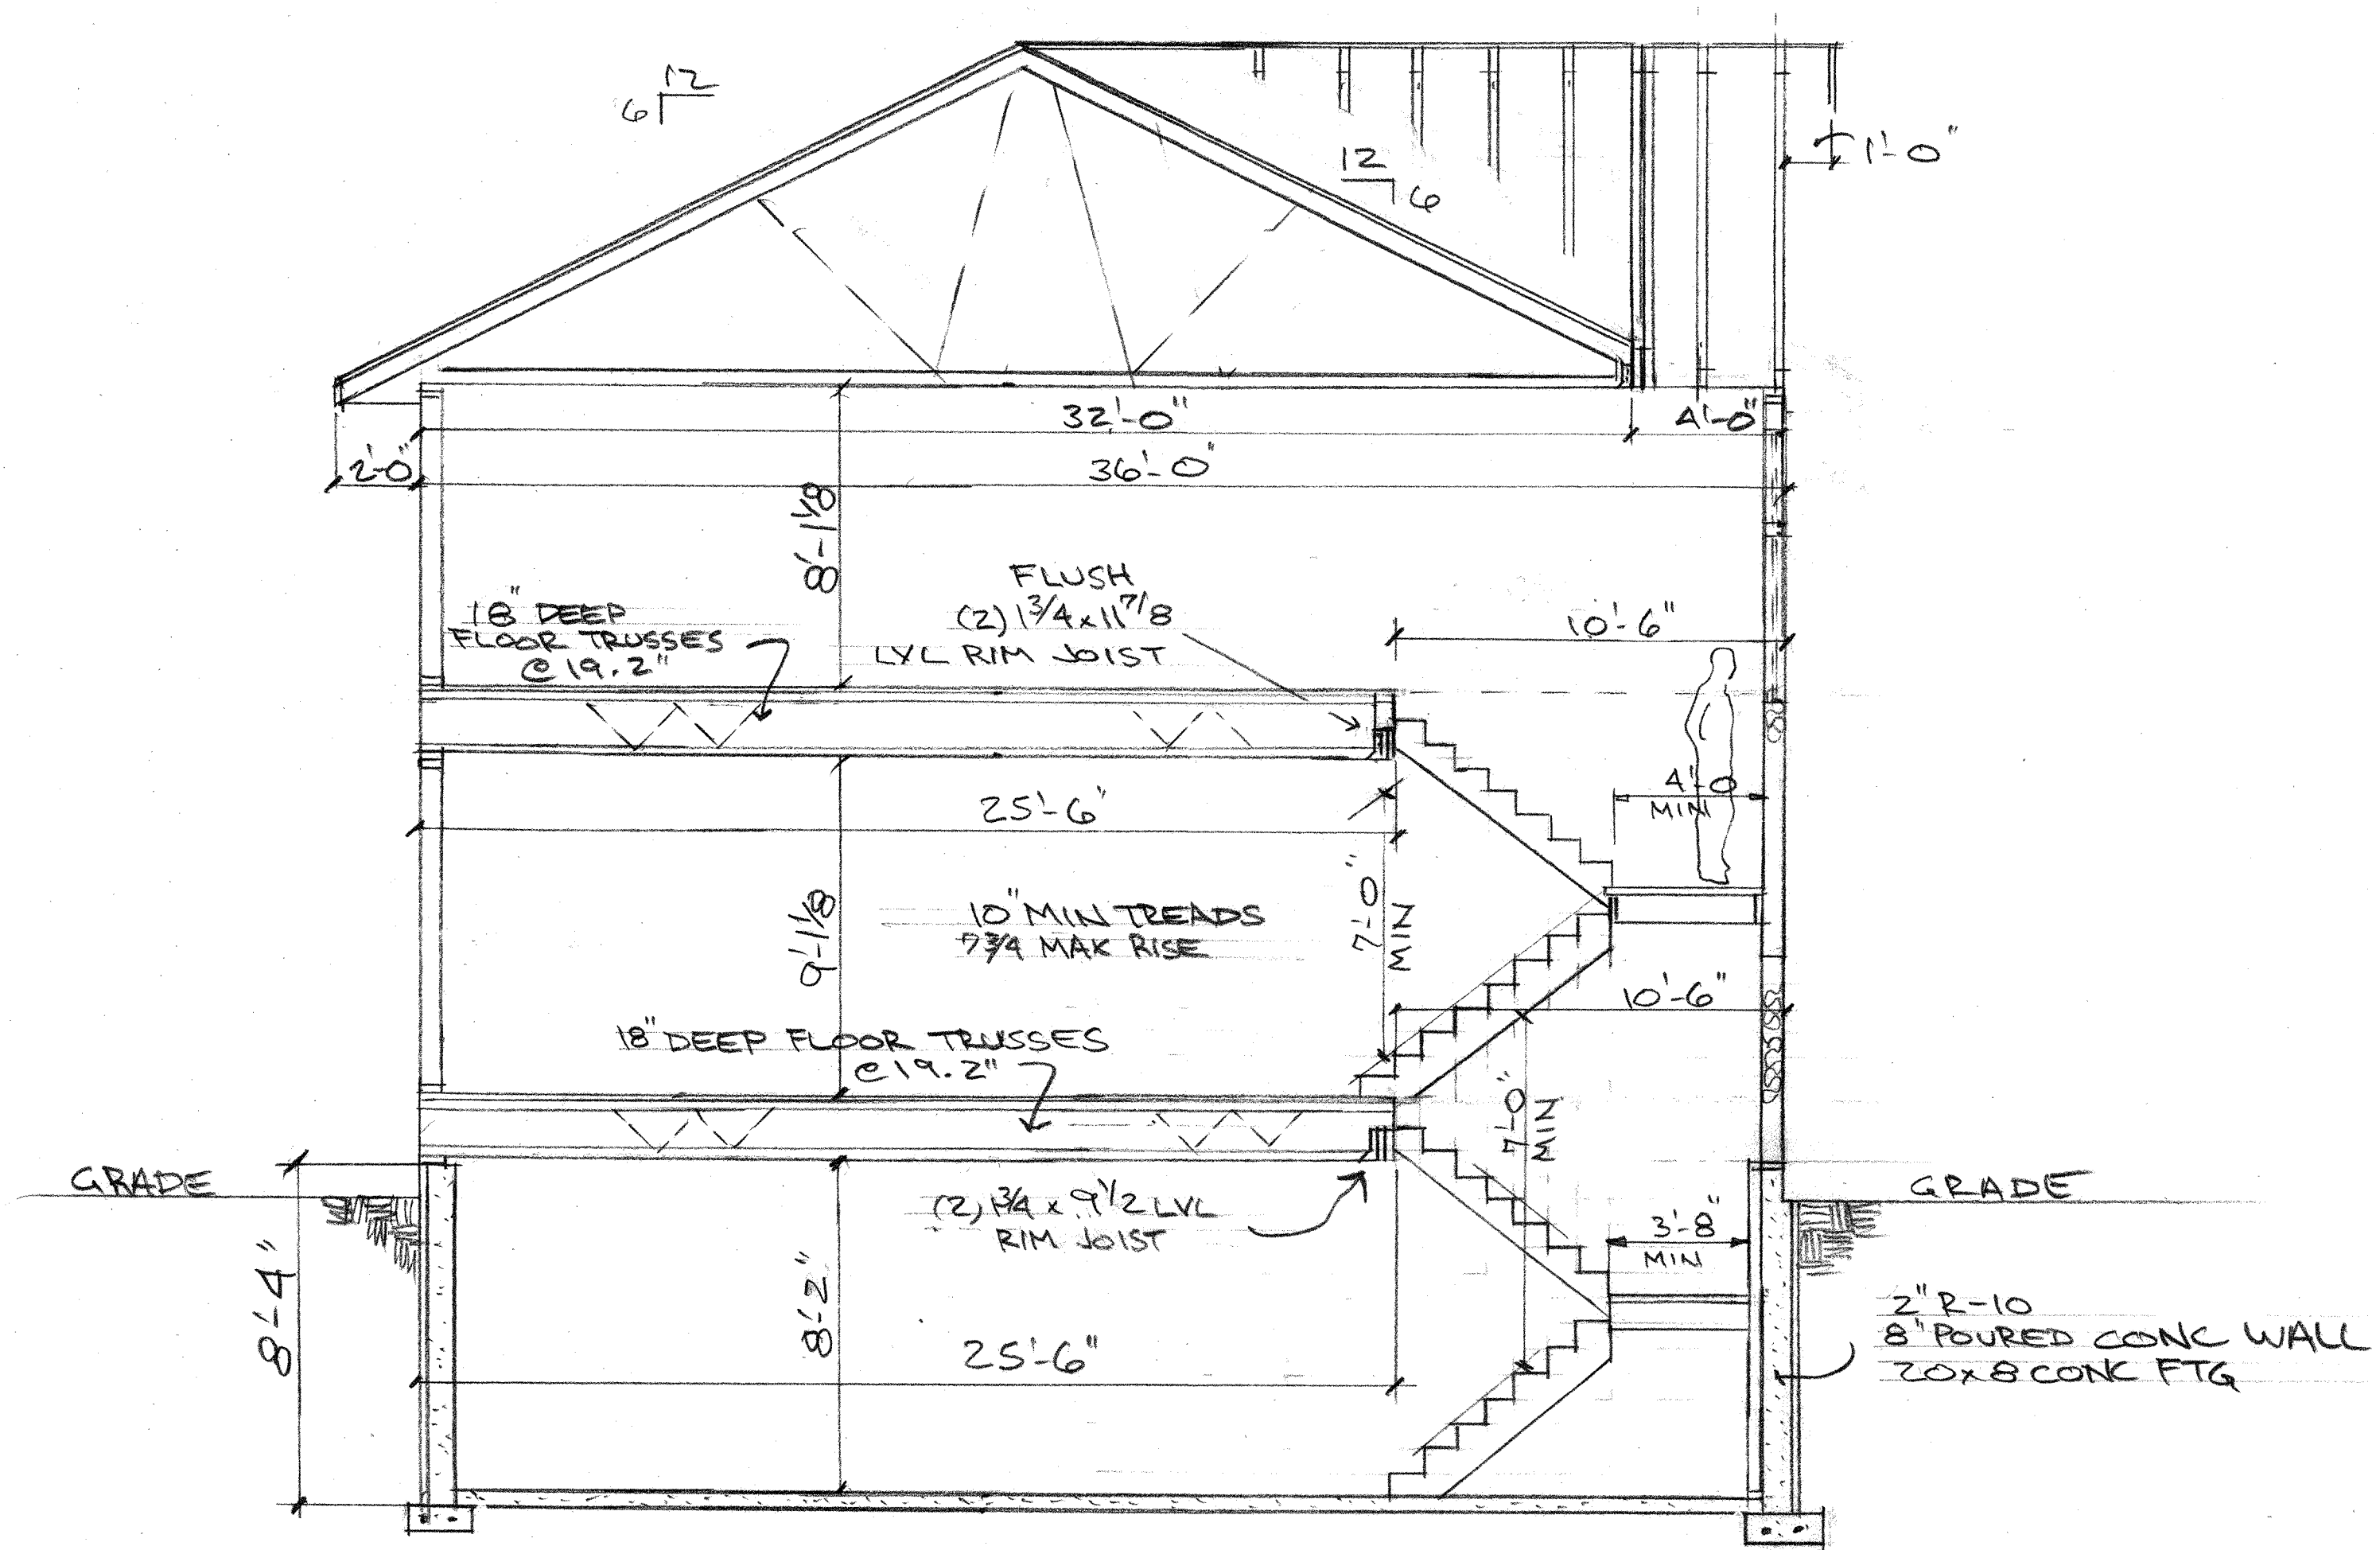 12
6
12
6
1'-0"
32'-0"
4'-0"
2'-0"
36'-0"
8'-1 1/8
18" DEEP
FLOOR TRUSSES
@ 19.2"
FLUSH
(2) 1 3/4 x 11 7/8
LVL RIM JOIST
10'-6"
4'-0
MIN
25'-6"
7'-0"
MIN
9'-1 1/8
10" MIN TREADS
7 3/4 MAX RISE
10'-6"
18" DEEP FLOOR TRUSSES
@ 19.2"
7'-0"
MIN
GRADE
GRADE
(2) 1 3/4 x 9 1/2 LVL
RIM JOIST
3'-8"
MIN
8'-4"
8'-2"
25'-6"
2" R-10
8" POURED CONC WALL
20x8 CONC FTG